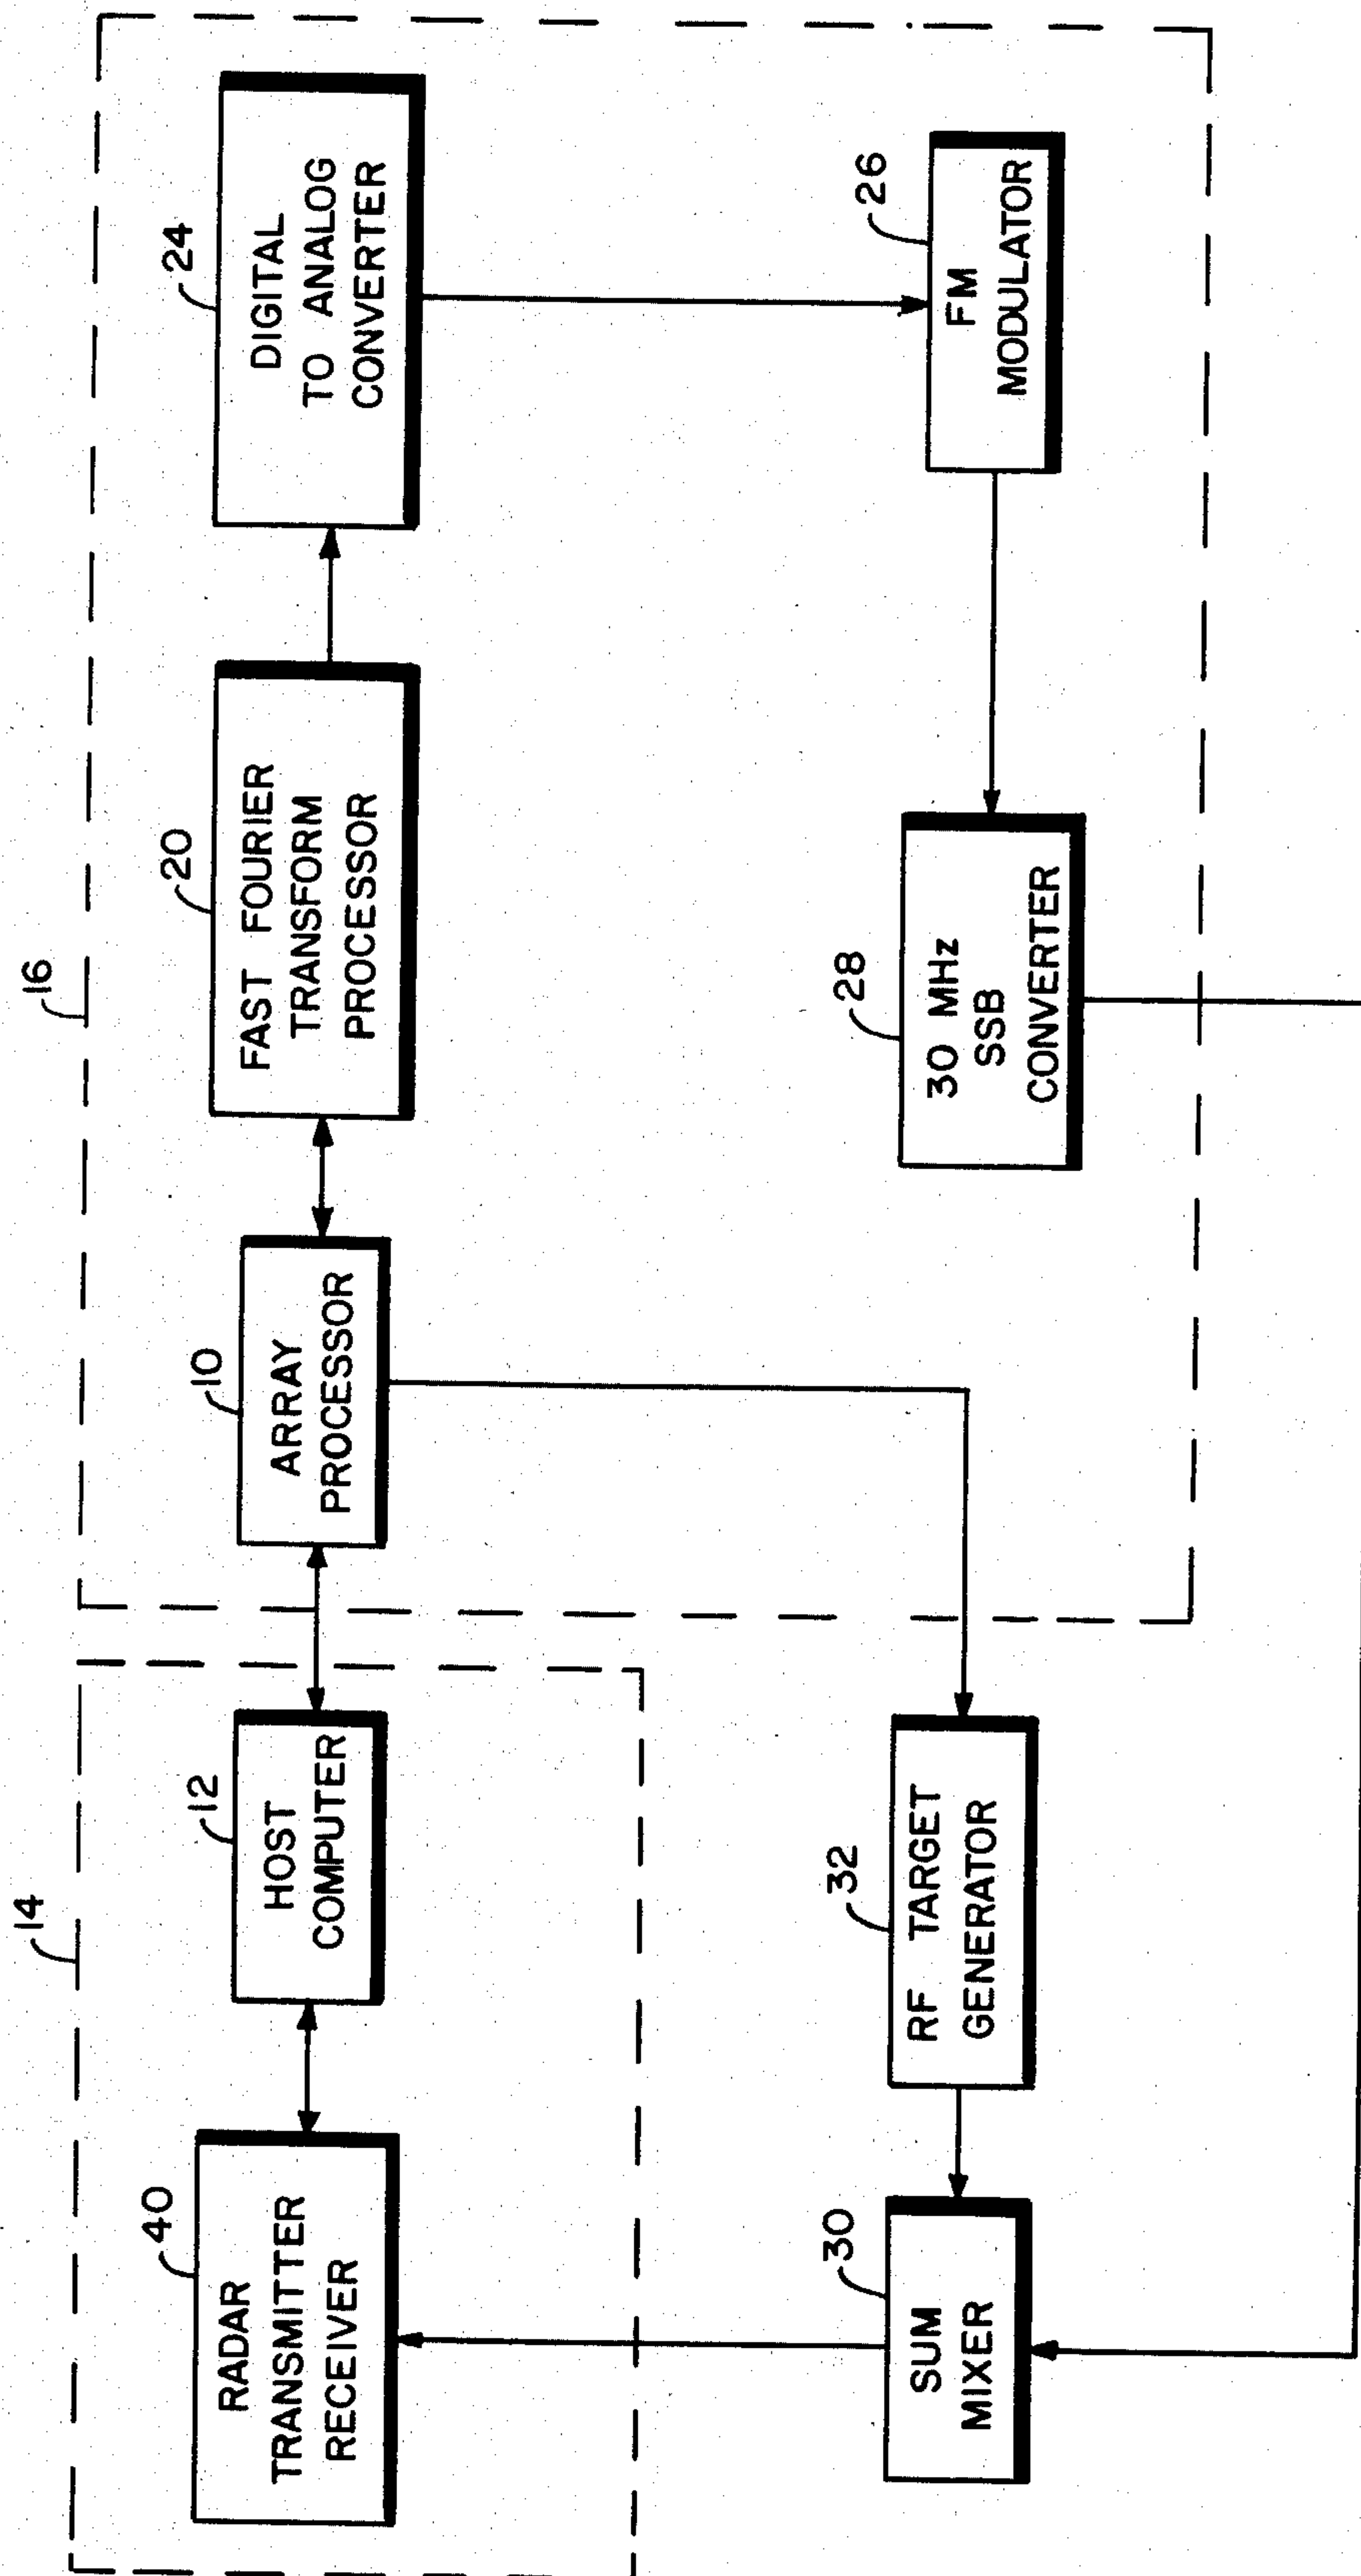 14
16
40
RADAR
TRANSMITTER
RECEIVER
12
HOST
COMPUTER
10
ARRAY
PROCESSOR
20
FAST FOURIER
TRANSFORM
PROCESSOR
24
DIGITAL
TO ANALOG
CONVERTER
30
SUM
MIXER
32
RF TARGET
GENERATOR
28
30 MHz
SSB
CONVERTER
26
FM
MODULATOR